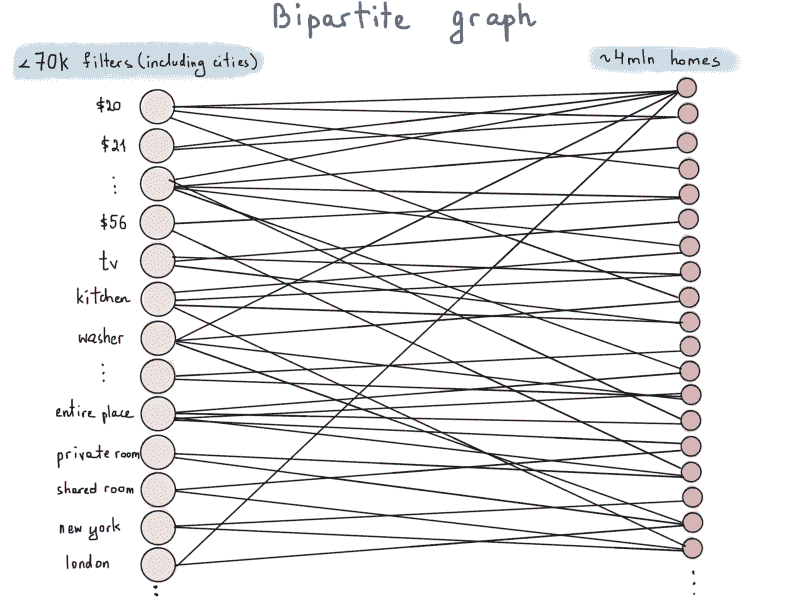 Bipartite graph
<70k filters (including cities)
~4mln homes
$20
$21
$56
tv
kitchen
washer
entire place
private room
shared room
new york
london